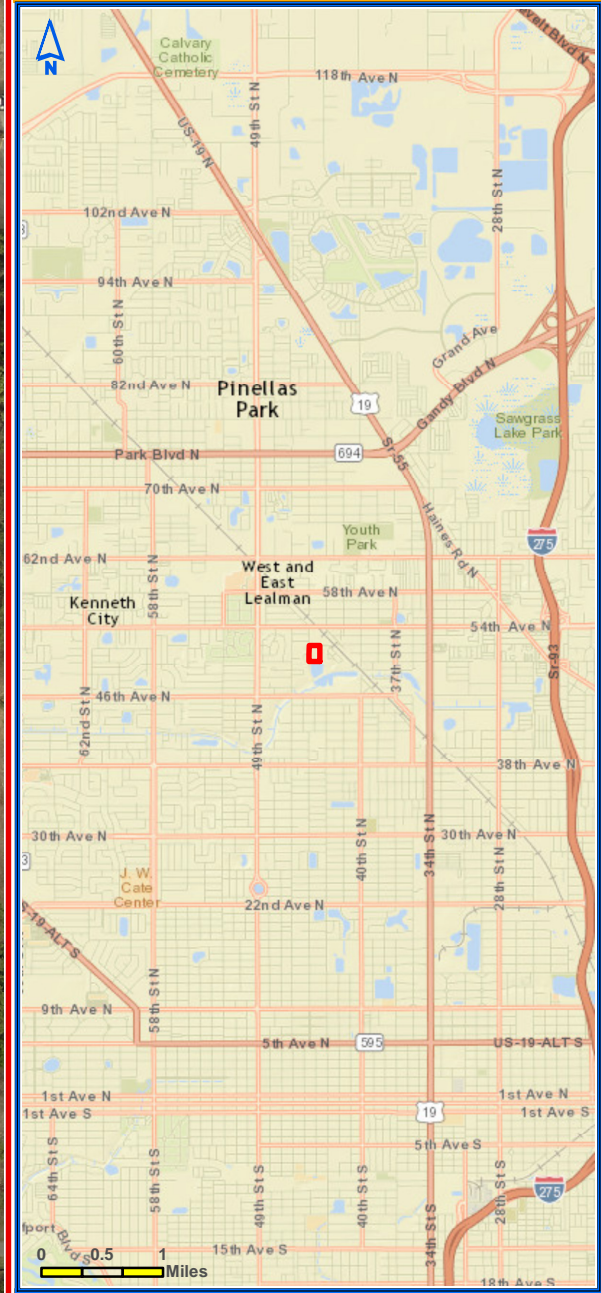 N
Calvary
Catholic
Cemetery
118th Ave N
US-19-N
49th St N
28th St N
102nd Ave N
94th Ave N
60th St N
Grand Ave
82nd Ave N
Pinellas
Park
19
Gandy Blvd N
Sawgrass
Lake Park
Park Blvd N
694
Sr-55
70th Ave N
Haines Rd N
Youth
Park
275
62nd Ave N
West and
East
Lealman
58th St N
58th Ave N
Kenneth
City
54th Ave N
37th St N
Sr-93
46th Ave N
62nd St N
49th St N
38th Ave N
30th Ave N
40th St N
34th St N
30th Ave N
28th St N
J. W.
Cate
Center
22nd Ave N
S-19-ALT S
58th St N
9th Ave N
5th Ave N
595
US-19-ALT S
1st Ave N
1st Ave N
1st Ave S
19
1st Ave S
5th Ave S
64th St S
58th St S
49th St S
40th St S
34th St S
28th St S
275
fport Blvd S
15th Ave S
18th Ave S
0 0.5 1
Miles